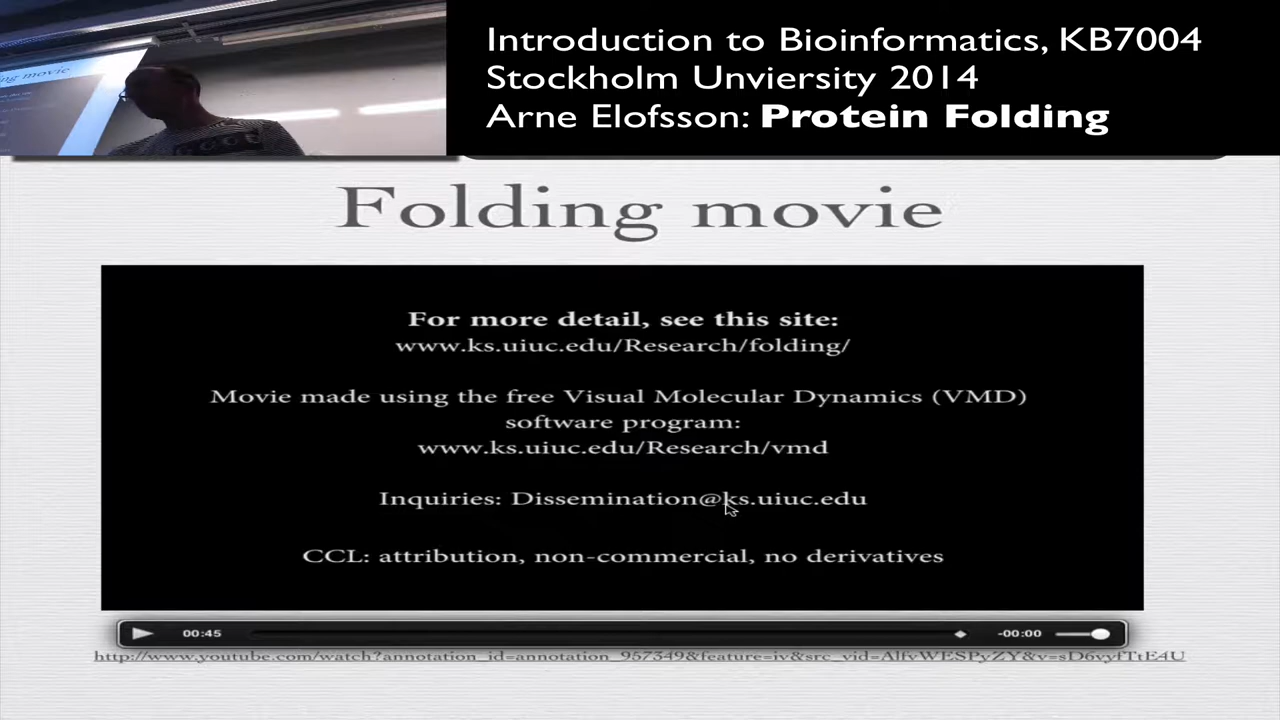 Introduction to Bioinformatics, KB7004
Stockholm Unviersity 2014
Arne Elofsson: Protein Folding
Folding movie
For more detail, see this site:
www.ks.uiuc.edu/Research/folding/
Movie made using the free Visual Molecular Dynamics (VMD)
software program:
www.ks.uiuc.edu/Research/vmd
Inquiries: Dissemination@ks.uiuc.edu
CCL: attribution, non-commercial, no derivatives
00:45
-00:00
http://www.youtube.com/watch?annotation_id=annotation_957349&feature=iv&src_vid=AlfvWESPyZY&v=sD6vyfTtE4U